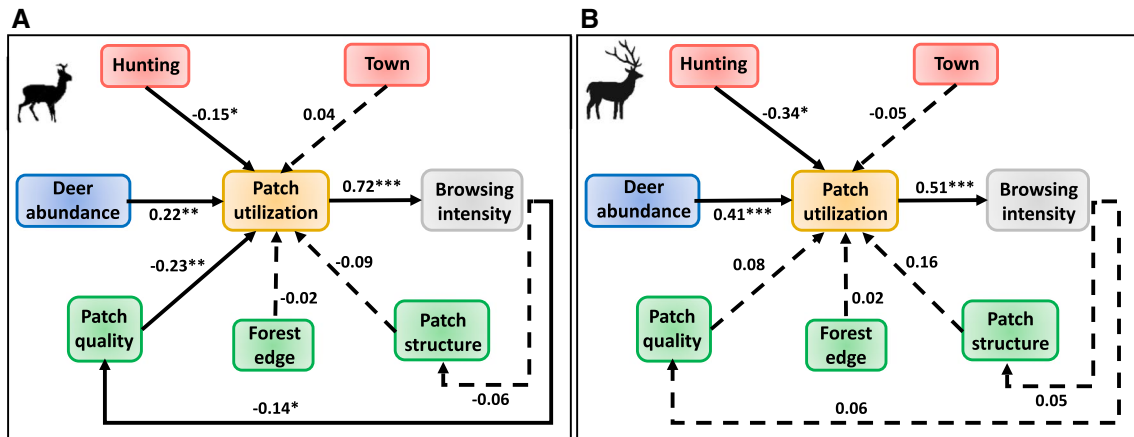 A
Hunting
Town
-0.15*
0.04
Deer
abundance
0.22**
Patch
utilization
0.72***
Browsing
intensity
-0.23**
-0.02
-0.09
Patch
quality
Forest
edge
Patch
structure
-0.06
-0.14*
B
Hunting
Town
-0.34*
-0.05
Deer
abundance
0.41***
Patch
utilization
0.51***
Browsing
intensity
0.08
0.02
0.16
Patch
quality
Forest
edge
Patch
structure
0.05
0.06